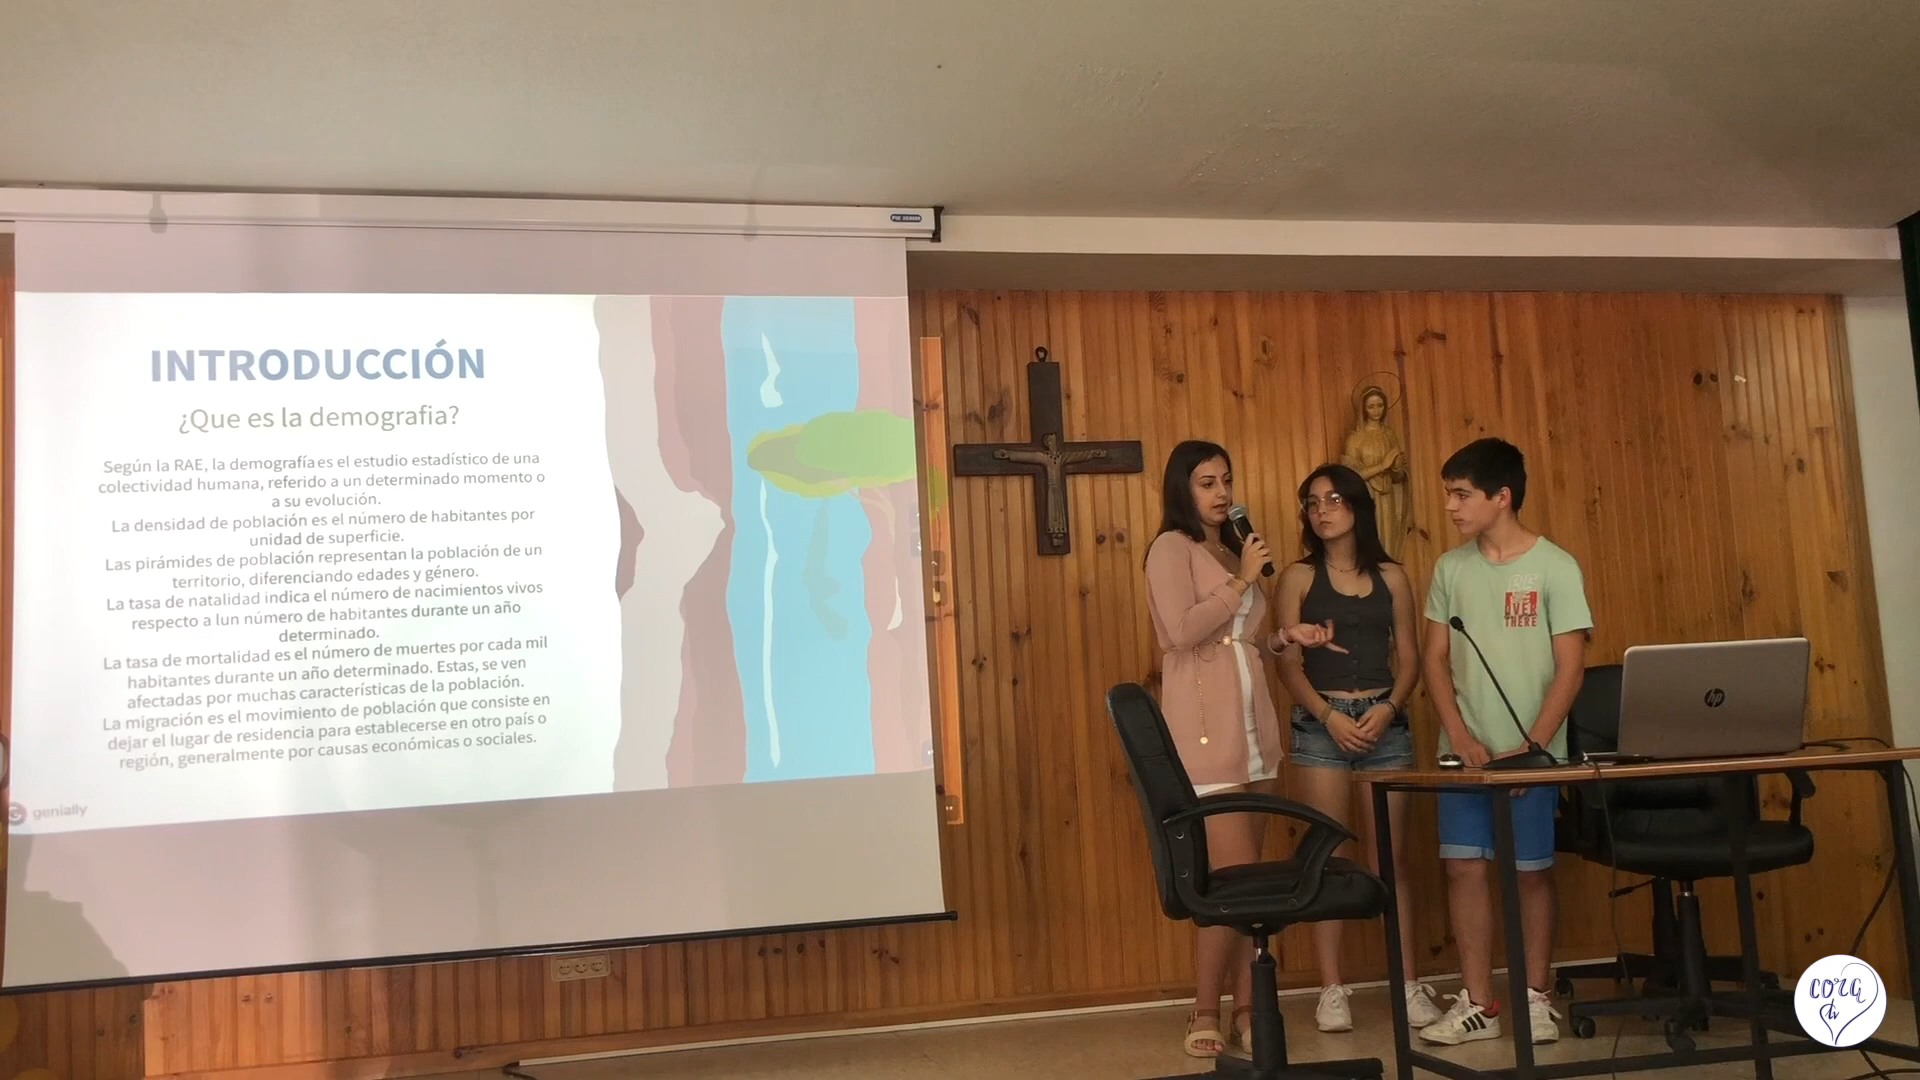 INTRODUCCIÓN
¿Que es la demografia?
Según la RAE, la demografía es el estudio estadístico de una
colectividad humana, referido a un determinado momento o
a su evolución.
La densidad de población es el número de habitantes por
unidad de superficie.
Las pirámides de población representan la población de un
territorio, diferenciando edades y género.
La tasa de natalidad indica el número de nacimientos vivos
respecto a lun número de habitantes durante un año
determinado.
La tasa de mortalidad es el número de muertes por cada mil
habitantes durante un año determinado. Estas, se ven
afectadas por muchas características de la población.
La migración es el movimiento de población que consiste en
dejar el lugar de residencia para establecerse en otro país o
región, generalmente por causas económicas o sociales.
genially
OVER
THERE
hp